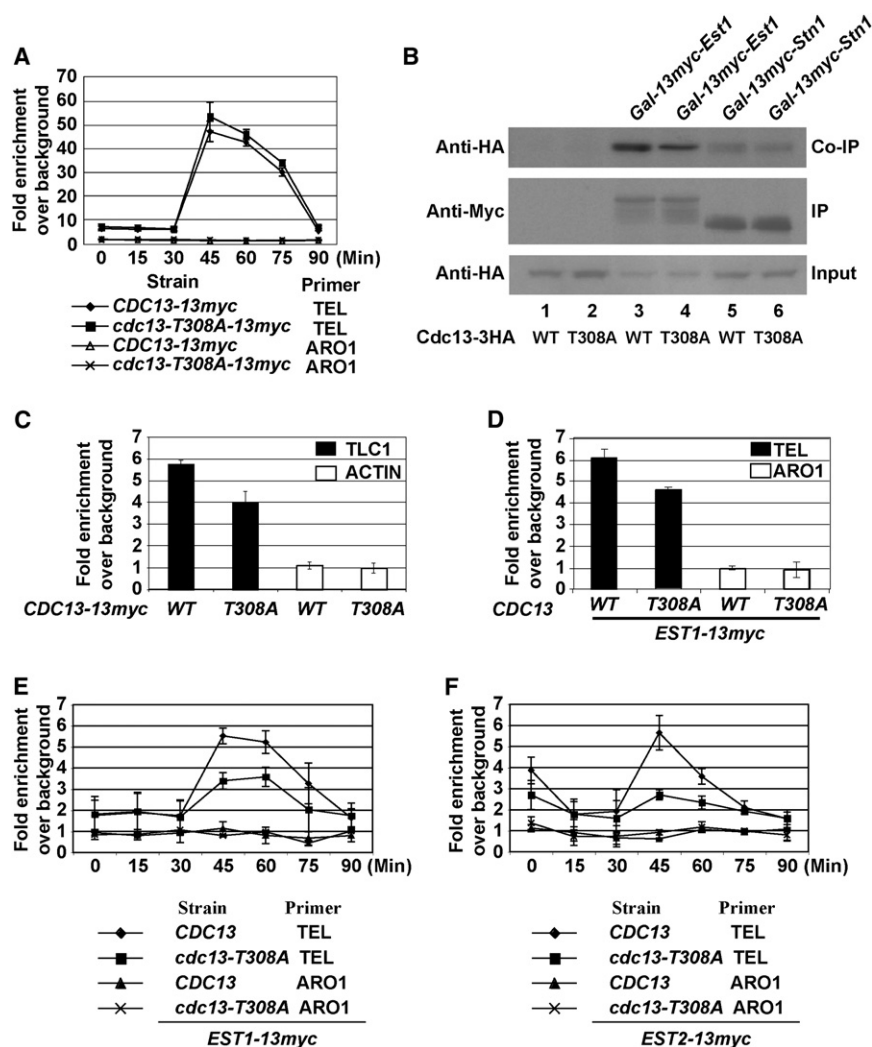 A
Fold enrichment over background
70
60
50
40
30
20
10
0
0 15 30 45 60 75 90 (Min)
Strain Primer
CDC13-13myc TEL
cdc13-T308A-13myc TEL
CDC13-13myc ARO1
cdc13-T308A-13myc ARO1
B
Gal-13myc-Est1
Gal-13myc-Est1
Gal-13myc-Stn1
Gal-13myc-Stn1
Anti-HA Co-IP
Anti-Myc IP
Anti-HA Input
1 2 3 4 5 6
Cdc13-3HA WT T308A WT T308A WT T308A
C
Fold enrichment over background
7
6
5
4
3
2
1
0
TLC1
ACTIN
CDC13-13myc WT T308A WT T308A
D
Fold enrichment over background
7
6
5
4
3
2
1
0
TEL
ARO1
CDC13 WT T308A WT T308A
EST1-13myc
E
Fold enrichment over background
7
6
5
4
3
2
1
0
0 15 30 45 60 75 90 (Min)
Strain Primer
CDC13 TEL
cdc13-T308A TEL
CDC13 ARO1
cdc13-T308A ARO1
EST1-13myc
F
Fold enrichment over background
7
6
5
4
3
2
1
0
0 15 30 45 60 75 90 (Min)
Strain Primer
CDC13 TEL
cdc13-T308A TEL
CDC13 ARO1
cdc13-T308A ARO1
EST2-13myc